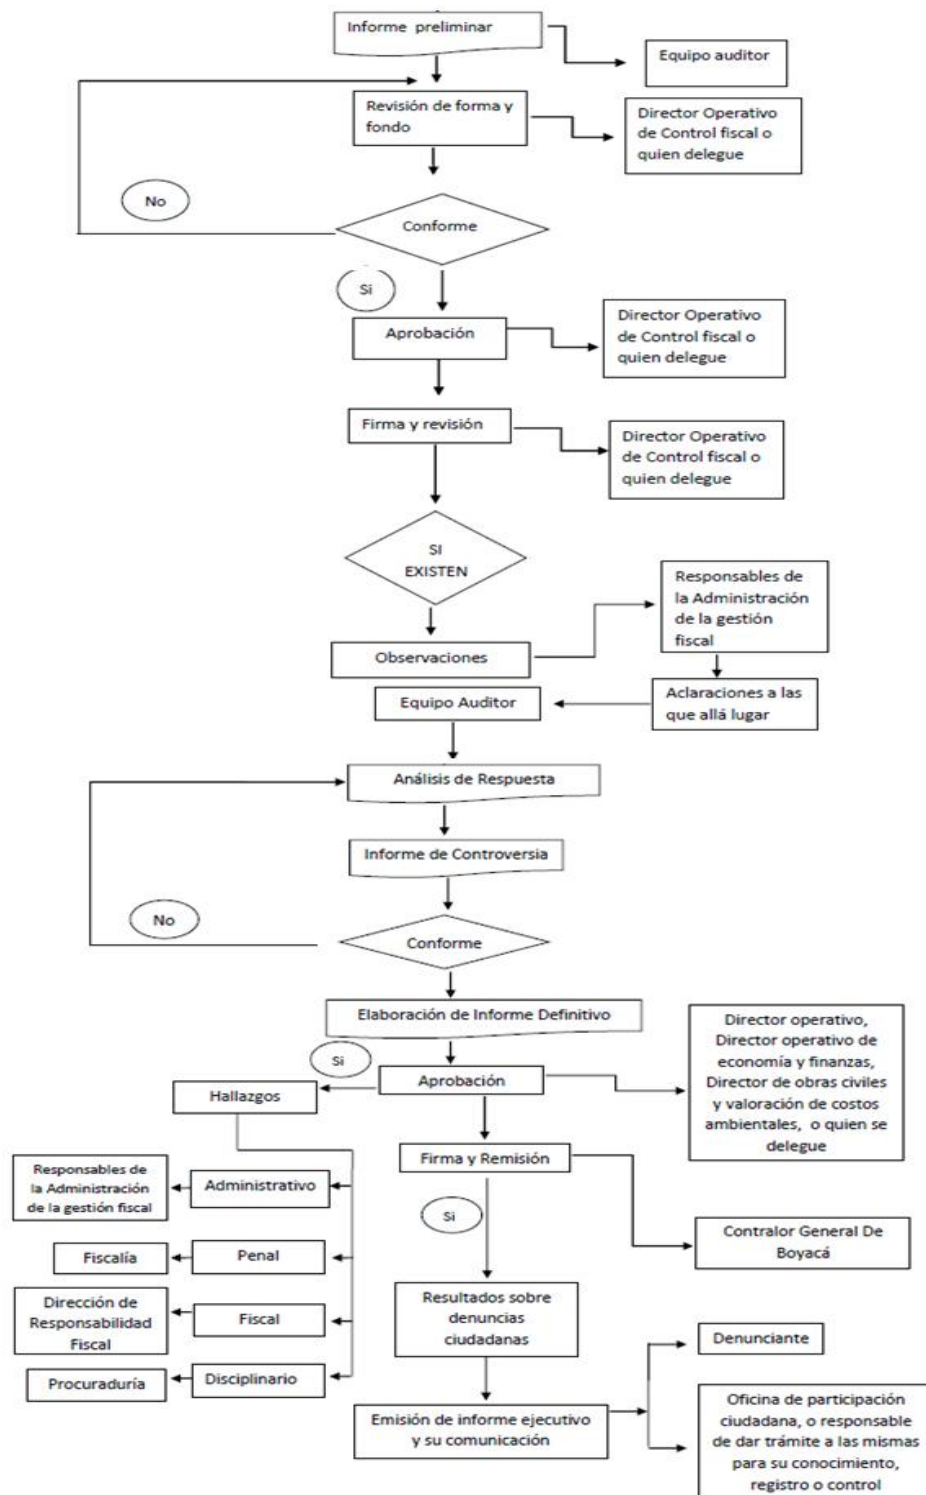 Informe preliminar
Equipo auditor
Revisión de forma y
fondo
Director Operativo
de Control fiscal o
quien delegue
No
Conforme
Si
Aprobación
Director Operativo
de Control fiscal o
quien delegue
Firma y revisión
Director Operativo
de Control fiscal o
quien delegue
SI
EXISTEN
Responsables de
la Administración
de la gestión
fiscal
Observaciones
Equipo Auditor
Aclaraciones a las
que allá lugar
Análisis de Respuesta
Informe de Controversia
No
Conforme
Elaboración de Informe Definitivo
Director operativo,
Director operativo de
economía y finanzas,
Director de obras civiles
y valoración de costos
ambientales, o quien se
delegue
Si
Aprobación
Hallazgos
Firma y Remisión
Responsables de
la Administración
de la gestión fiscal
Administrativo
Si
Contralor General De
Boyacá
Fiscalía
Penal
Resultados sobre
denuncias
ciudadanas
Dirección de
Responsabilidad
Fiscal
Fiscal
Denunciante
Procuraduría
Disciplinario
Emisión de informe ejecutivo
y su comunicación
Oficina de participación
ciudadana, o responsable
de dar trámite a las mismas
para su conocimiento,
registro o control